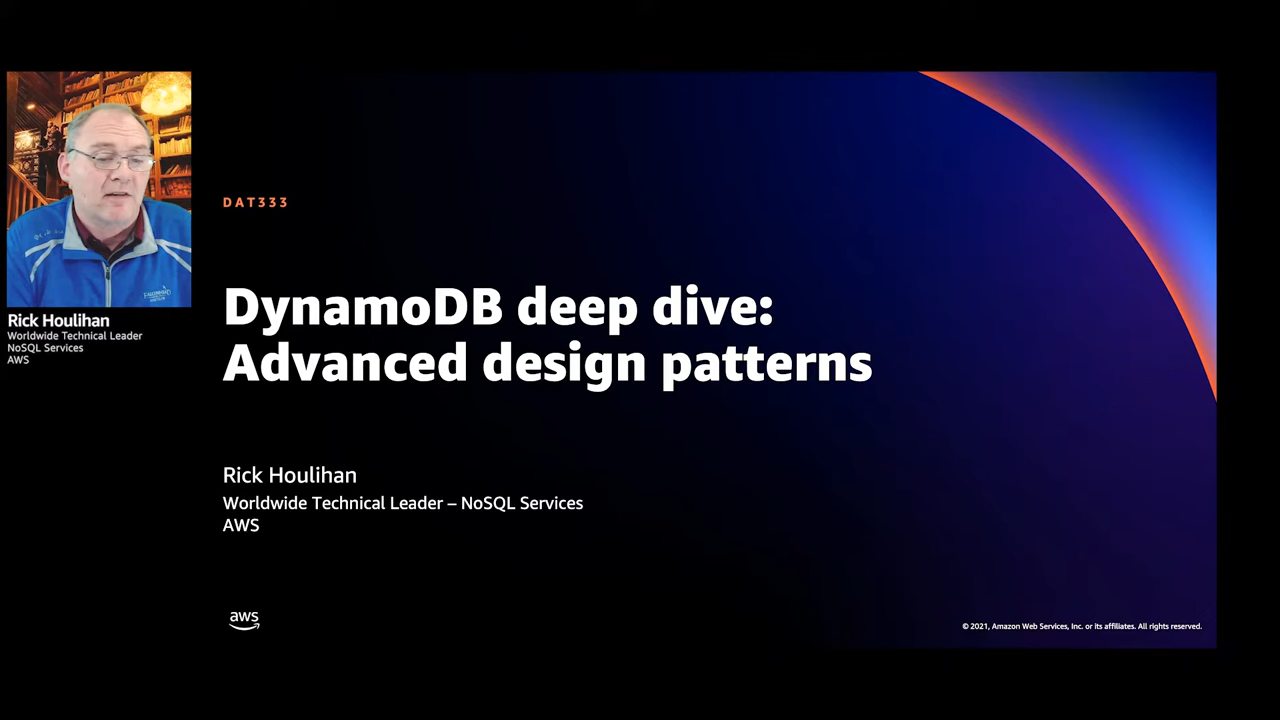 Rick Houlihan
Worldwide Technical Leader
NoSQL Services
AWS
DAT333
DynamoDB deep dive:
Advanced design patterns
Rick Houlihan
Worldwide Technical Leader – NoSQL Services
AWS
aws
© 2021, Amazon Web Services, Inc. or its affiliates. All rights reserved.